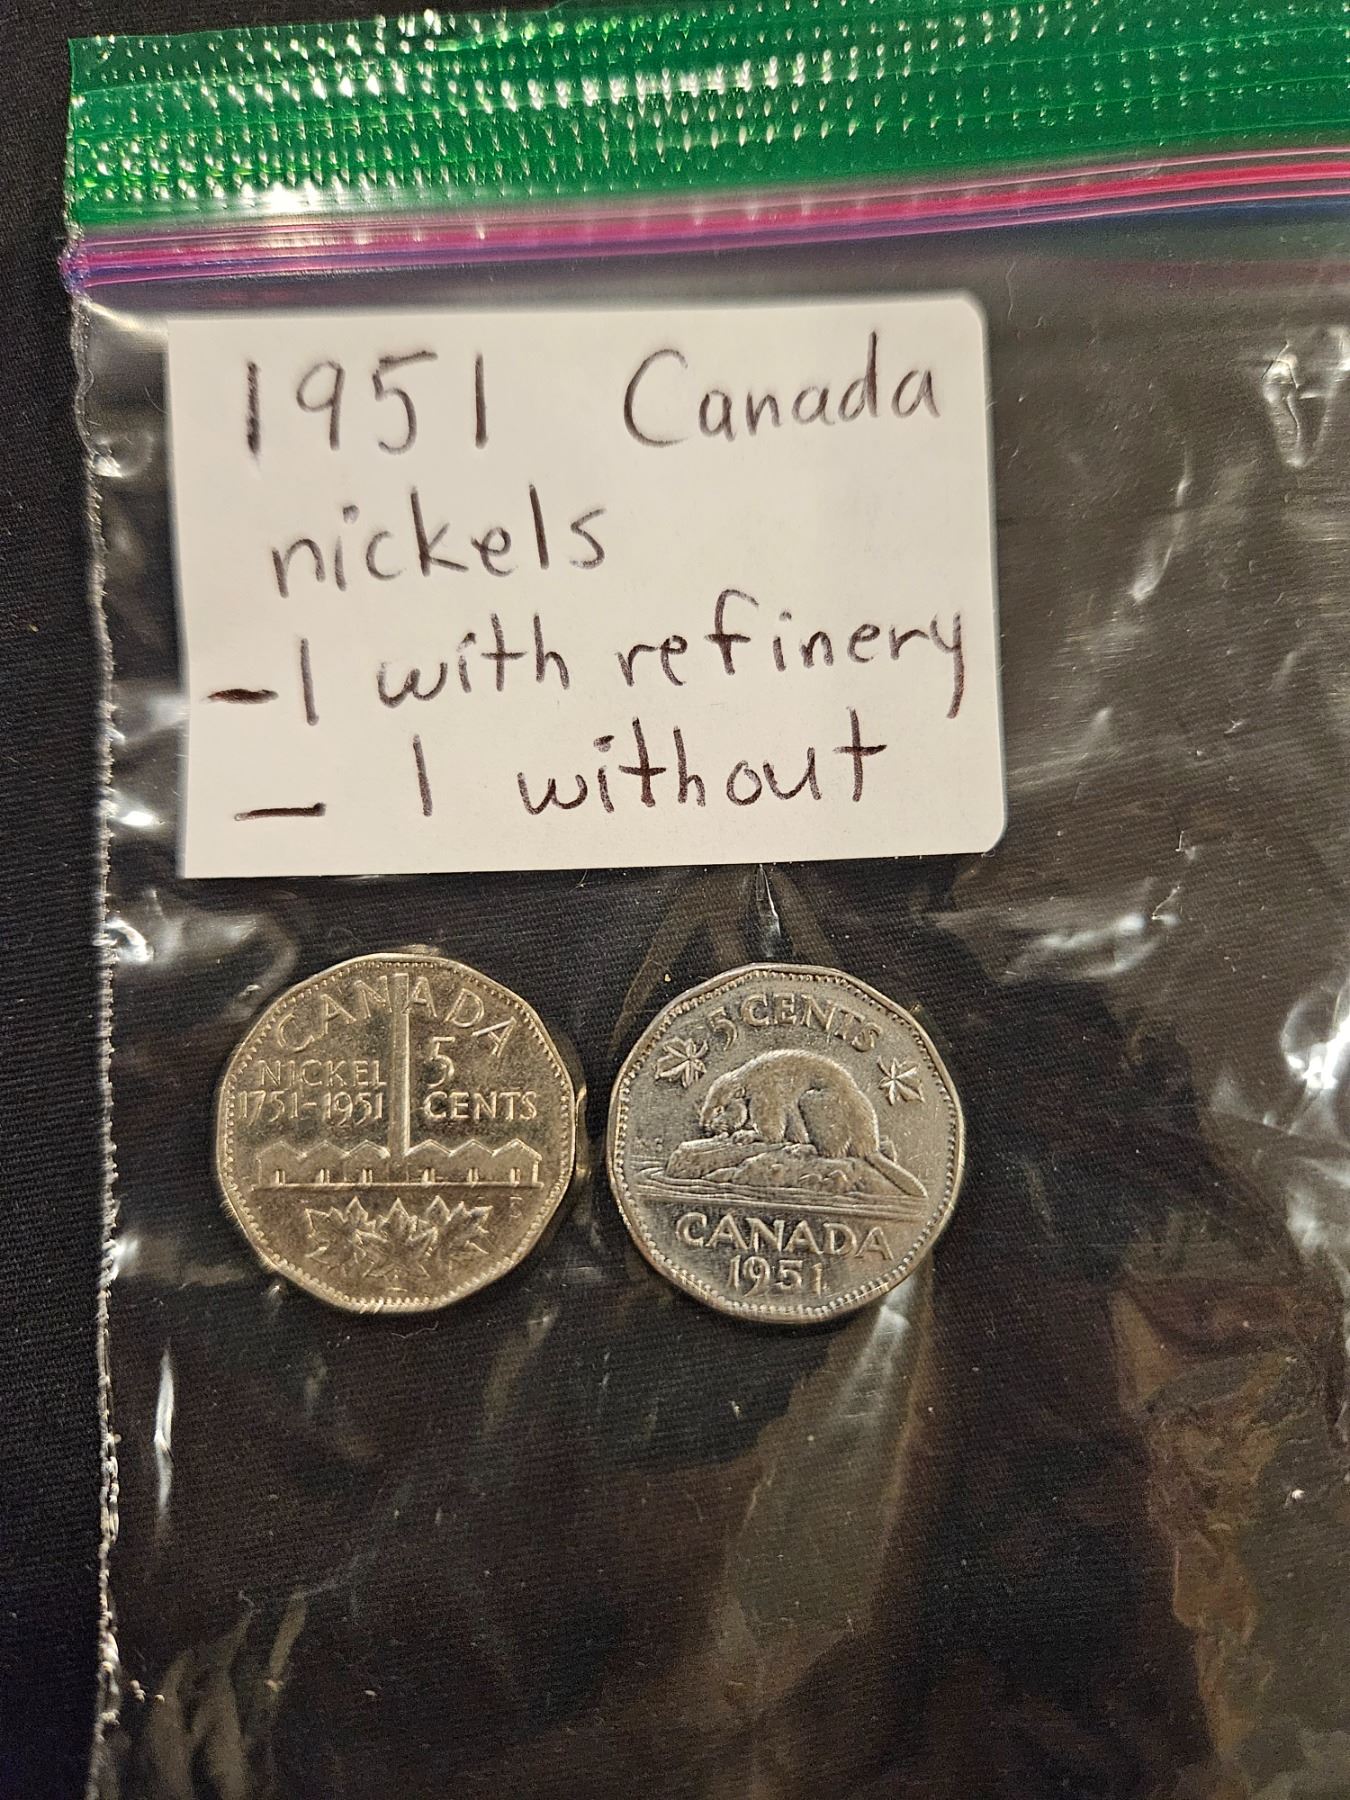 1951 Canada
nickels
-1 with refinery
- 1 without
CANADA
NICKEL 5
1751-1951 CENTS
5 CENTS
CANADA
1951